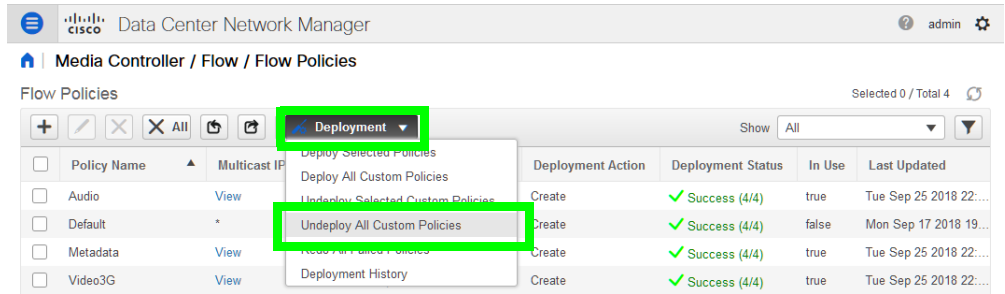 cisco Data Center Network Manager admin
Media Controller / Flow / Flow Policies
Flow Policies Selected 0 / Total 4
All Deployment Show All
Policy Name Multicast IP Deployment Action Deployment Status In Use Last Updated
Deploy Selected Policies
Deploy All Custom Policies
Undeploy Selected Custom Policies
Undeploy All Custom Policies
Redo All Failed Policies
Deployment History
Audio View Create Success (4/4) true Tue Sep 25 2018 22:...
Default * Create Success (4/4) false Mon Sep 17 2018 19...
Metadata View Create Success (4/4) true Tue Sep 25 2018 22:...
Video3G View Create Success (4/4) true Tue Sep 25 2018 22:...